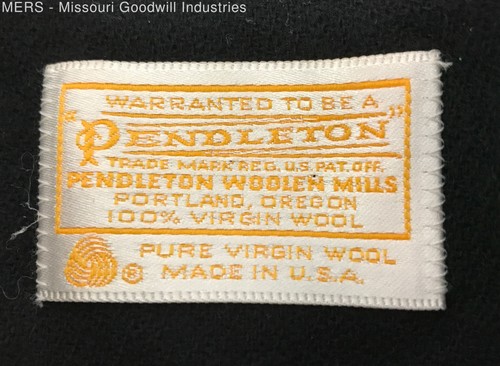 MERS - Missouri Goodwill Industries
WARRANTED TO BE A
"PENDLETON"
TRADE MARK REG. U.S. PAT. OFF.
PENDLETON WOOLEN MILLS
PORTLAND, OREGON
100% VIRGIN WOOL
PURE VIRGIN WOOL
® MADE IN U.S.A.